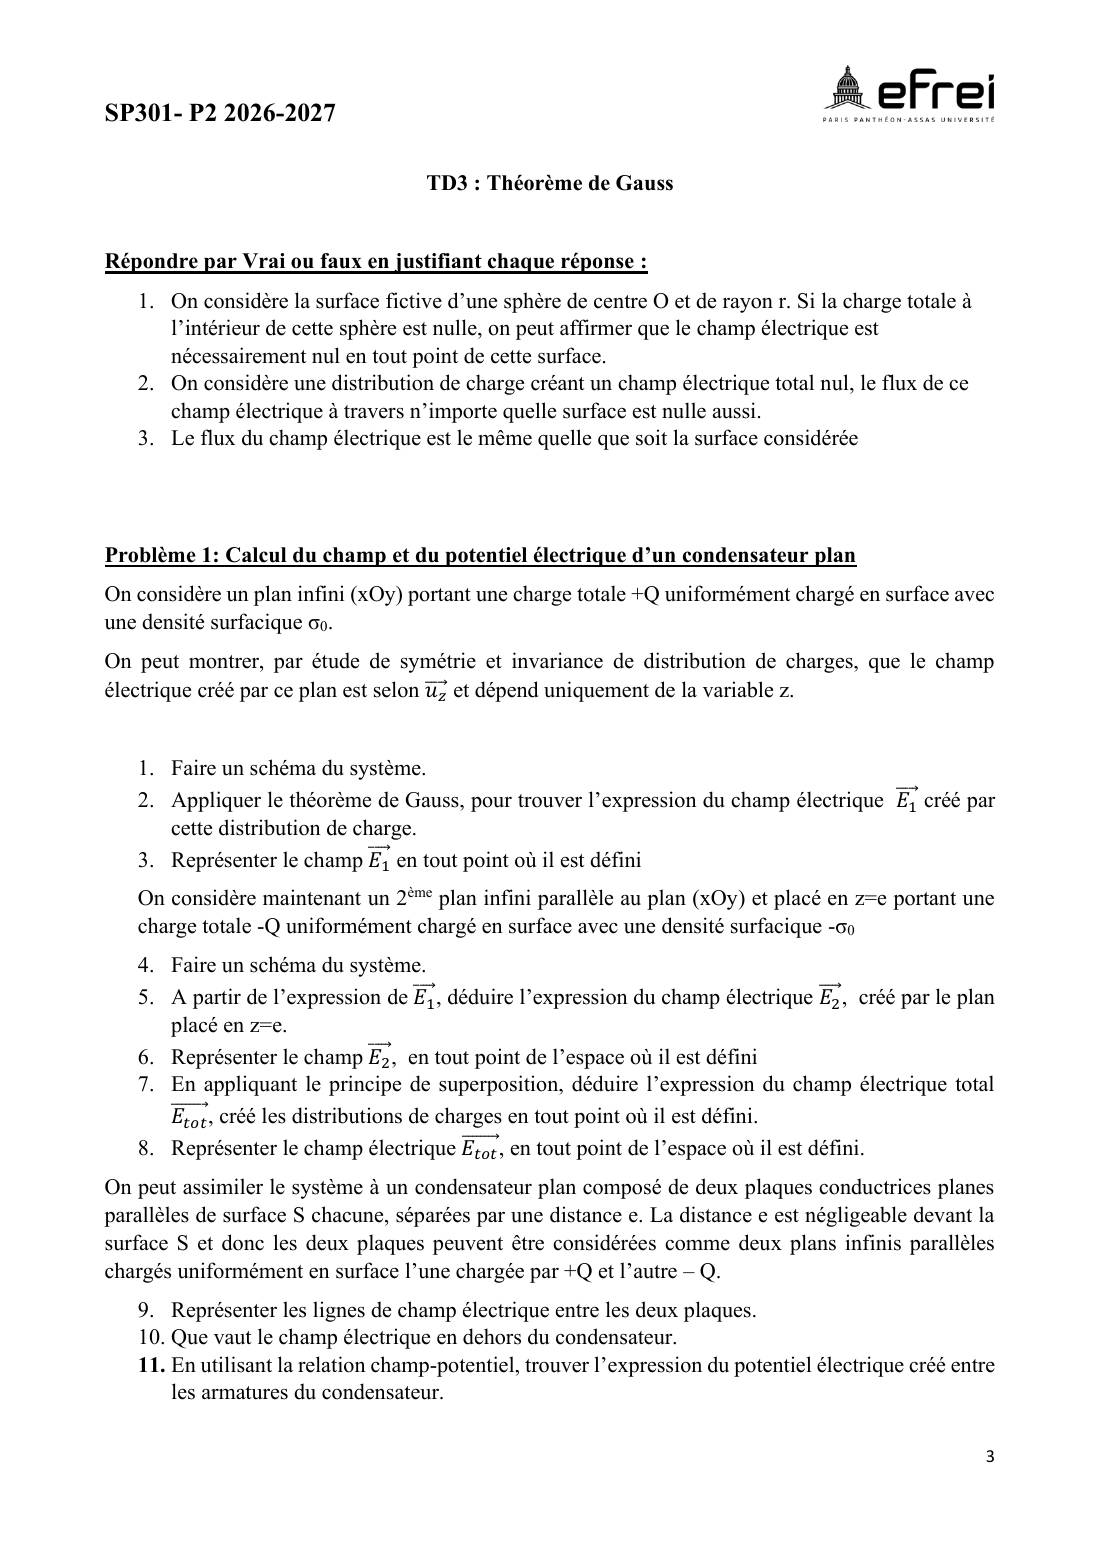 SP301- P2 2026-2027
efrei
PARIS PANTHÉON-ASSAS UNIVERSITÉ
TD3 : Théorème de Gauss
Répondre par Vrai ou faux en justifiant chaque réponse :
1. On considère la surface fictive d’une sphère de centre O et de rayon r. Si la charge totale à
l’intérieur de cette sphère est nulle, on peut affirmer que le champ électrique est
nécessairement nul en tout point de cette surface.
2. On considère une distribution de charge créant un champ électrique total nul, le flux de ce
champ électrique à travers n’importe quelle surface est nulle aussi.
3. Le flux du champ électrique est le même quelle que soit la surface considérée
Problème 1: Calcul du champ et du potentiel électrique d’un condensateur plan
On considère un plan infini (xOy) portant une charge totale +Q uniformément chargé en surface avec
une densité surfacique σ₀.
On peut montrer, par étude de symétrie et invariance de distribution de charges, que le champ
électrique créé par ce plan est selon $\overrightarrow{u_z}$ et dépend uniquement de la variable z.
1. Faire un schéma du système.
2. Appliquer le théorème de Gauss, pour trouver l’expression du champ électrique $\overrightarrow{E_1}$ créé par
cette distribution de charge.
3. Représenter le champ $\overrightarrow{E_1}$ en tout point où il est défini
On considère maintenant un 2ème plan infini parallèle au plan (xOy) et placé en z=e portant une
charge totale -Q uniformément chargé en surface avec une densité surfacique -σ₀
4. Faire un schéma du système.
5. A partir de l’expression de $\overrightarrow{E_1}$, déduire l’expression du champ électrique $\overrightarrow{E_2}$, créé par le plan
placé en z=e.
6. Représenter le champ $\overrightarrow{E_2}$, en tout point de l’espace où il est défini
7. En appliquant le principe de superposition, déduire l’expression du champ électrique total
$\overrightarrow{E_{tot}}$, créé les distributions de charges en tout point où il est défini.
8. Représenter le champ électrique $\overrightarrow{E_{tot}}$, en tout point de l’espace où il est défini.
On peut assimiler le système à un condensateur plan composé de deux plaques conductrices planes
parallèles de surface S chacune, séparées par une distance e. La distance e est négligeable devant la
surface S et donc les deux plaques peuvent être considérées comme deux plans infinis parallèles
chargés uniformément en surface l’une chargée par +Q et l’autre – Q.
9. Représenter les lignes de champ électrique entre les deux plaques.
10. Que vaut le champ électrique en dehors du condensateur.
11. En utilisant la relation champ-potentiel, trouver l’expression du potentiel électrique créé entre
les armatures du condensateur.
3